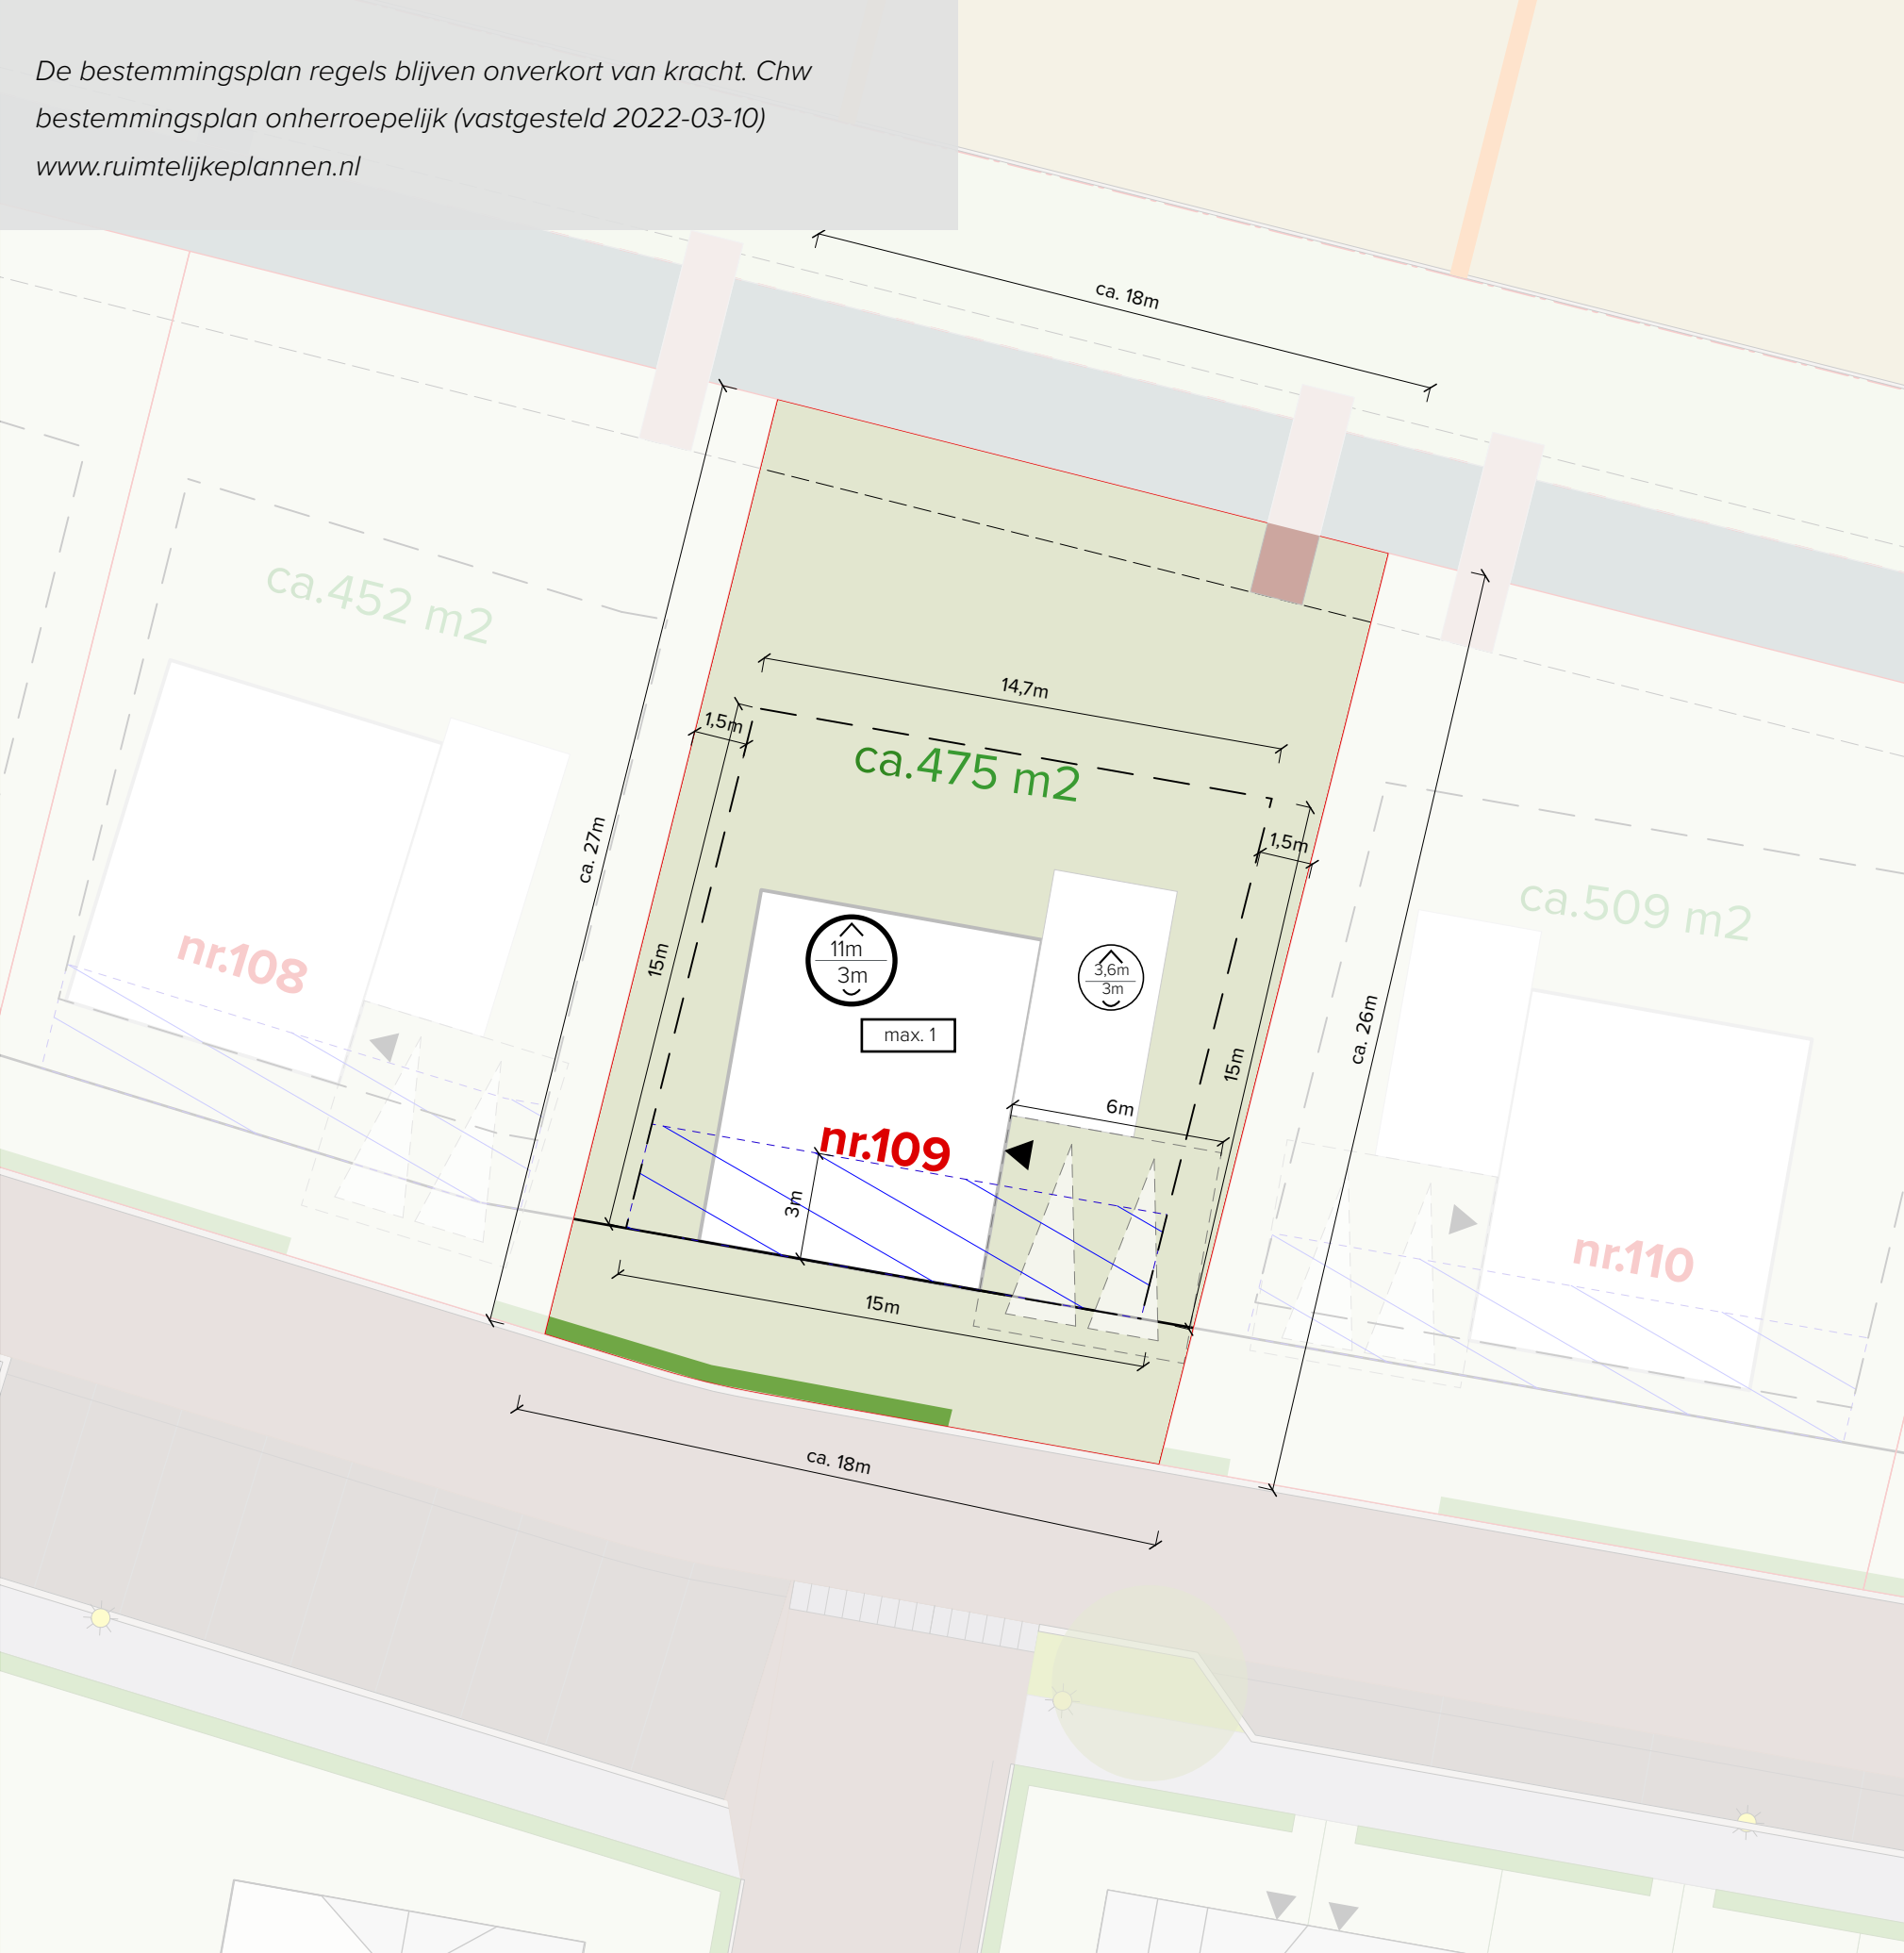 De bestemmingsplan regels blijven onverkort van kracht. Chw
bestemmingsplan onherroepelijk (vastgesteld 2022-03-10)
www.ruimtelijkeplannen.nl
ca. 18m
ca.452 m2
14,7m
1,5m
ca.475 m2
ca. 27m
1,5m
ca.509 m2
nr.108
15m
11m
3m
3,6m
3m
max. 1
ca. 26m
15m
6m
nr.109
3m
nr.110
15m
ca. 18m